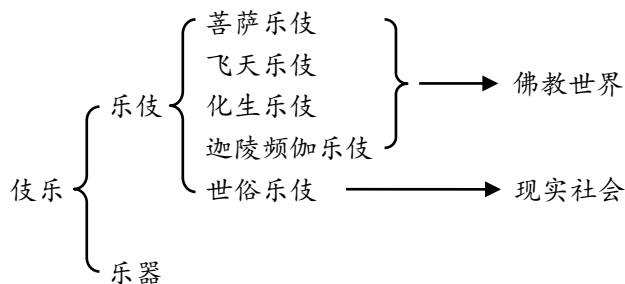 菩萨乐伎
飞天乐伎
化生乐伎
迦陵频伽乐伎
世俗乐伎
佛教世界
现实社会
乐伎
伎乐
乐器